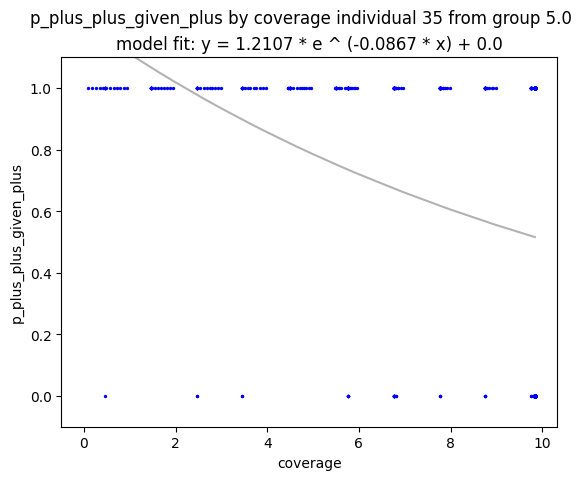 p_plus_plus_given_plus by coverage individual 35 from group 5.0
model fit: y = 1.2107 * e ^ (-0.0867 * x) + 0.0
1.0
0.8
0.6
0.4
0.2
0.0
p_plus_plus_given_plus
0 2 4 6 8 10
coverage